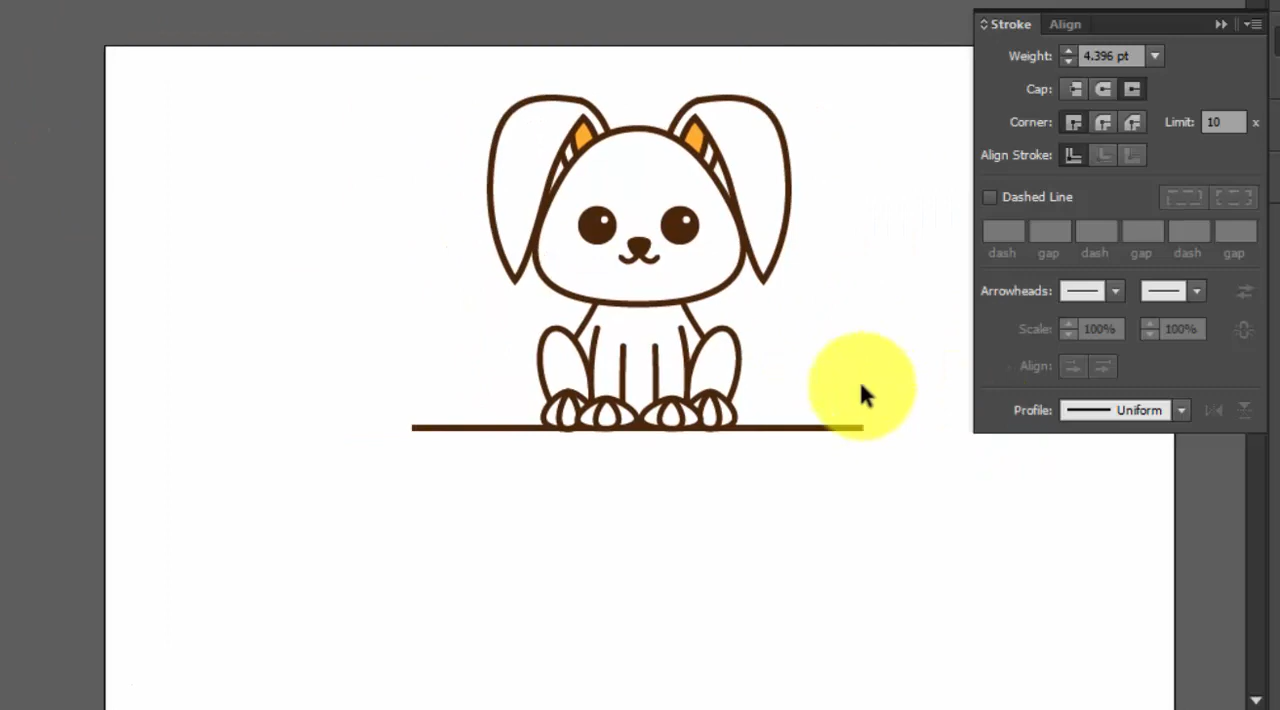 Stroke Align
Weight: 4.396 pt
Cap:
Corner: Limit: 10 x
Align Stroke:
Dashed Line
dash gap dash gap dash gap
Arrowheads:
Scale: 100% 100%
Align:
Profile: Uniform